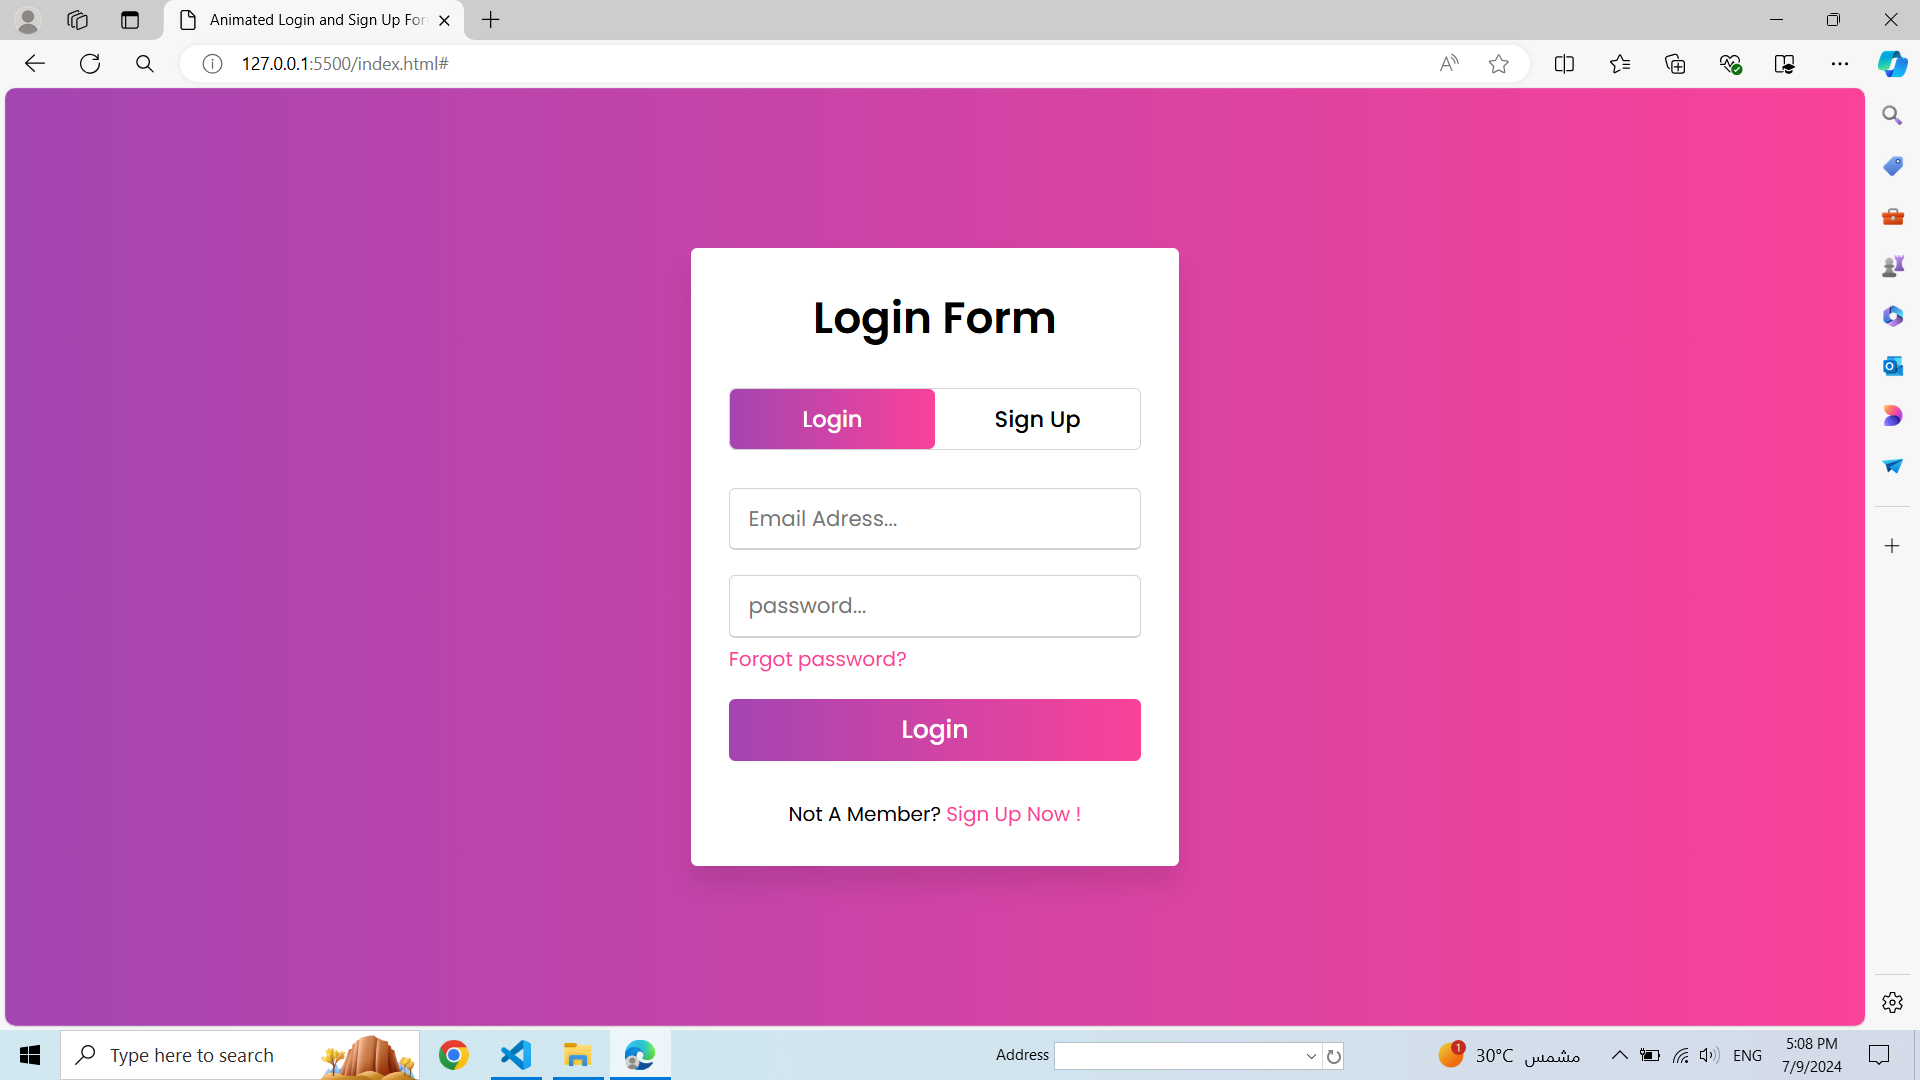 Animated Login and Sign Up For
127.0.0.1:5500/index.html#
Login Form
Login
Sign Up
Email Adress...
password...
Forgot password?
Login
Not A Member? Sign Up Now !
Type here to search
Address
1
30°C مشمس
ENG
5:08 PM
7/9/2024